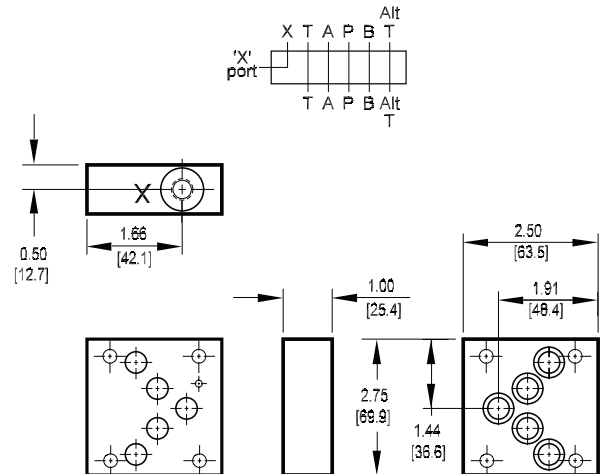 Alt
X T A P B T
'X'
port
T A P B Alt
T
X
0.50
[12.7]
1.66
[42.1]
1.00
[25.4]
2.50
[63.5]
1.91
[48.4]
2.75
[69.9]
1.44
[36.6]